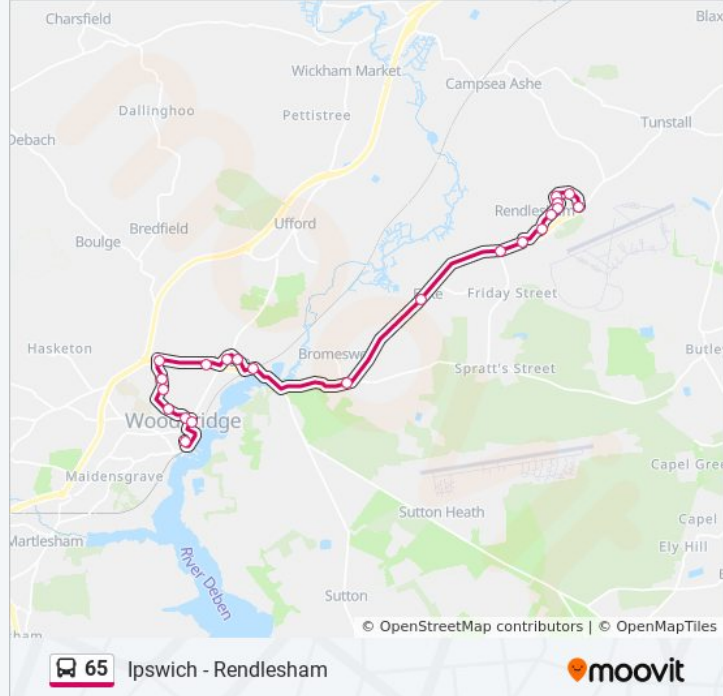 Charsfield
Blax
Wickham Market
Campsea Ashe
Dallinghoo
Pettistree
Tunstall
Debach
Rendlesham
Bredfield
Ufford
Boulge
Friday Street
Hasketon
Bromeswell
Butley
Spratt's Street
Woodbridge
Maidensgrave
Capel Gree
Sutton Heath
Capel
Martlesham
Ely Hill
River Deben
Sutton
ham
© OpenStreetMap contributors | © OpenMapTiles
65 Ipswich - Rendlesham
moovit